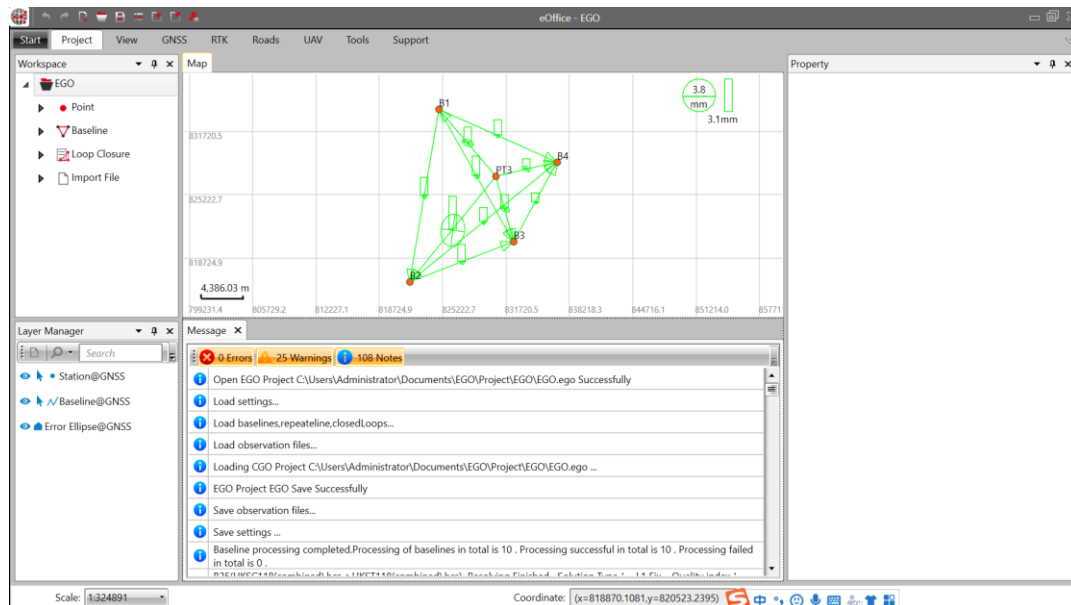 eOffice - EGO
Start Project View GNSS RTK Roads UAV Tools Support
Workspace
EGO
Point
Baseline
Loop Closure
Import File
Map
831720.5
825222.7
818724.9
4,386.03 m
799231.4 805729.2 812227.1 818724.9 825222.7 831720.5 838218.3 844716.1 851214.0 85771
B1
B4
PT3
B3
B2
3.8
mm
3.1mm
Property
Layer Manager
Search
Station@GNSS
Baseline@GNSS
Error Ellipse@GNSS
Message
0 Errors 25 Warnings 108 Notes
Open EGO Project C:\Users\Administrator\Documents\EGO\Project\EGO\EGO.ego Successfully
Load settings...
Load baselines,repeateline,closedLoops...
Load observation files...
Loading CGO Project C:\Users\Administrator\Documents\EGO\Project\EGO\EGO.ego ...
EGO Project EGO Save Successfully
Save observation files...
Save settings ...
Baseline processing completed.Processing of baselines in total is 10 . Processing successful in total is 10 . Processing failed
in total is 0 .
Scale: 1:324891
Coordinate: (x=818870.1081,y=820523.2395)
中